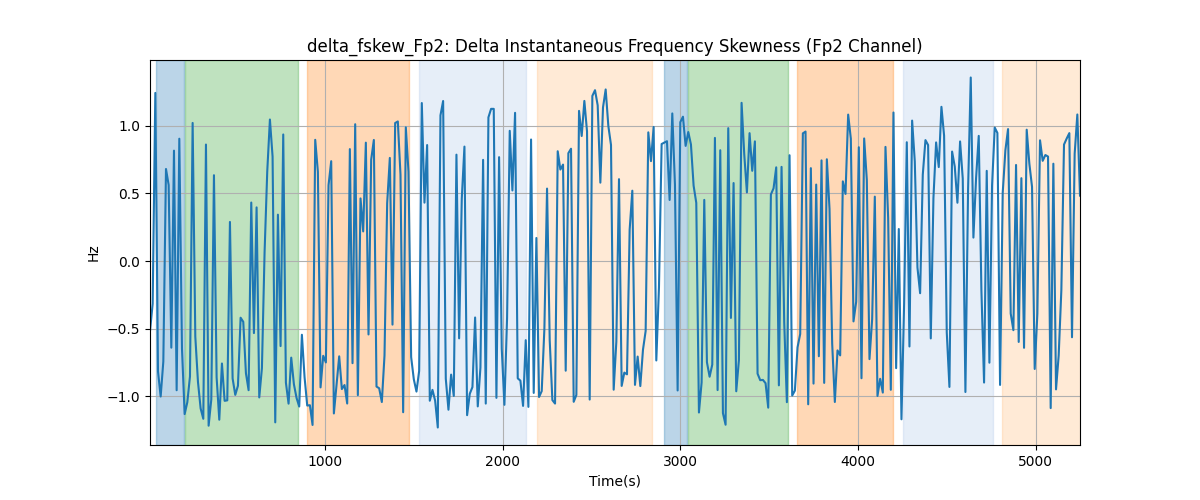 delta_fskew_Fp2: Delta Instantaneous Frequency Skewness (Fp2 Channel)
Hz
1.0
0.5
0.0
−0.5
−1.0
1000 2000 3000 4000 5000
Time(s)